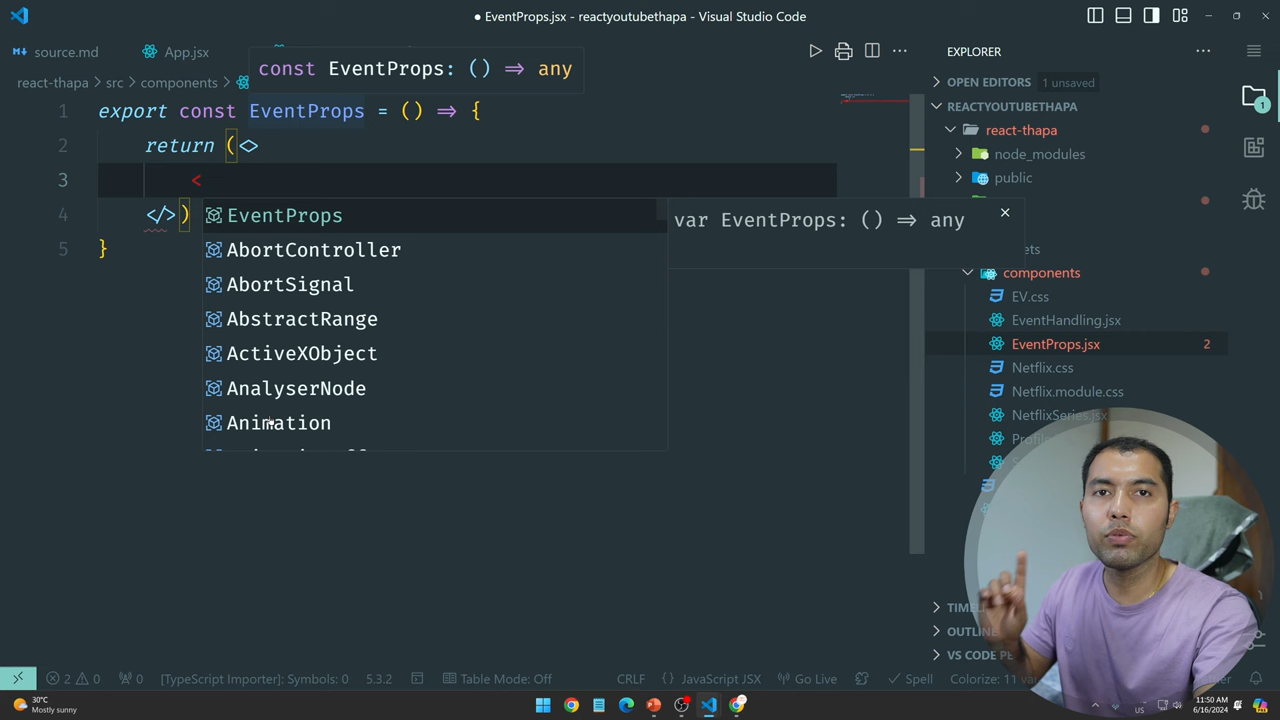 EventProps.jsx - reactyoutubethapa - Visual Studio Code
source.md
App.jsx
EXPLORER
const EventProps: () => any
react-thapa > src > components >
OPEN EDITORS 1 unsaved
REACTYOUTUBETHAPA
1 export const EventProps = () => {
2 return (<>
3 <
4 </>)
5 }
EventProps
AbortController
AbortSignal
AbstractRange
ActiveXObject
AnalyserNode
Animation
var EventProps: () => any
react-thapa
node_modules
public
components
EV.css
EventHandling.jsx
EventProps.jsx 2
Netflix.css
Netflix.module.css
NetflixSeries.jsx
OUTLIN
VS CODE PE
2 0 0 [TypeScript Importer]: Symbols: 0 5.3.2 Table Mode: Off CRLF { } JavaScript JSX Go Live Spell Colorize: 11 var
30°C
Mostly sunny
US
11:50 AM
6/16/2024